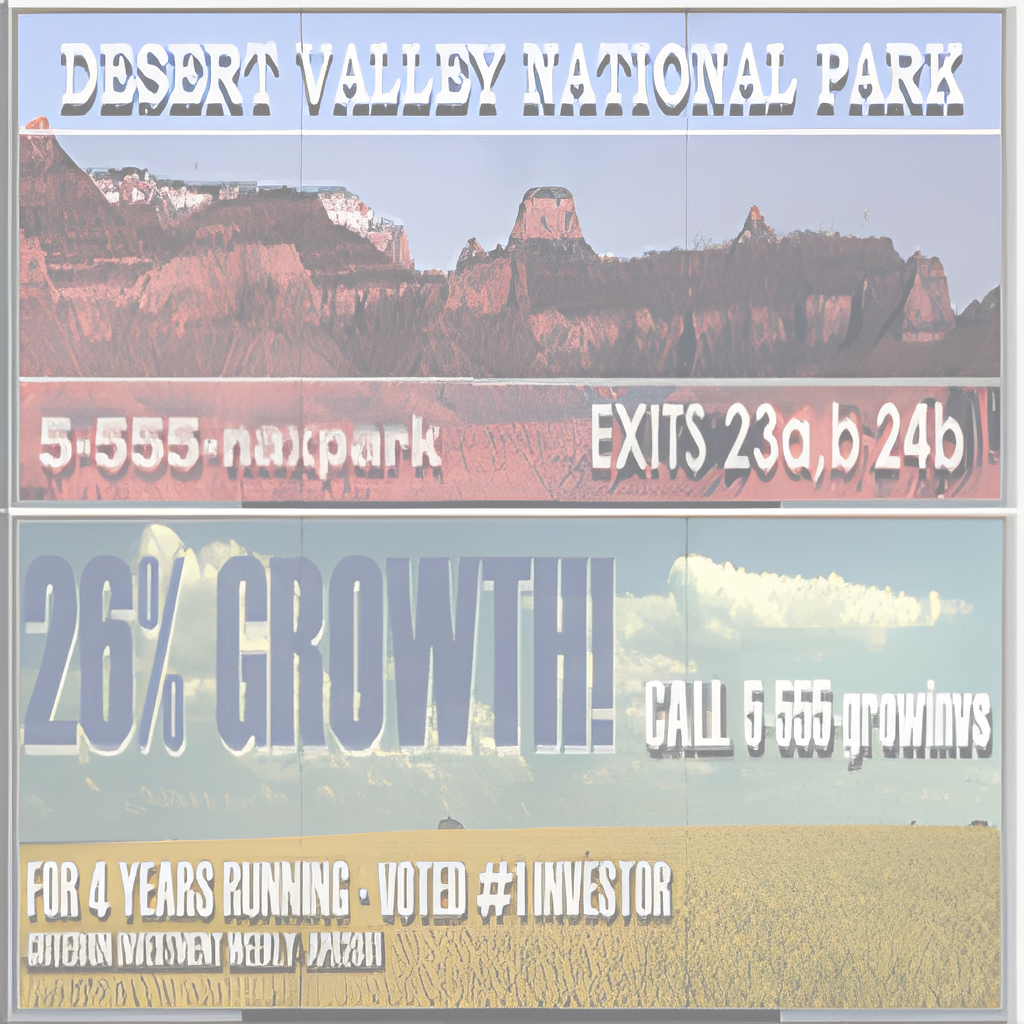 DESERT VALLEY NATIONAL PARK
5-555-naxpark
EXITS 23a,b 24b
26% GROWTH!
CALL 5 555 growinvs
FOR 4 YEARS RUNNING - VOTED #1 INVESTOR